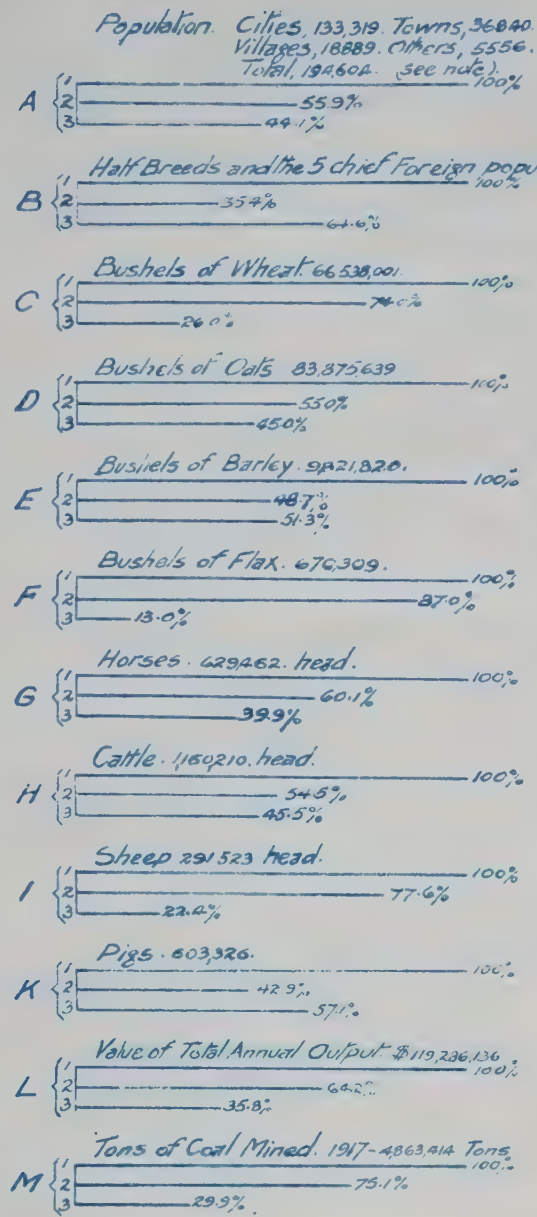 Population. Cities, 133,319. Towns, 36840.
Villages, 18889. Others, 5556.
Total, 194,604. (see note).
A { 1 100%
2 55.9%
3 44.1%
Half Breeds and the 5 chief Foreign popu
B { 1 100%
2 35.4%
3 64.6%
Bushels of Wheat. 66,538,001.
C { 1 100%
2 74.0%
3 26.0%
Bushels of Oats 83,875,639
D { 1 100%
2 55.0%
3 45.0%
Bushels of Barley. 9,821,826.
E { 1 100%
2 48.7%
3 51.3%
Bushels of Flax.
F { 1 100%
2 87.0%
3 13.0%
Horses. 629,462. head.
G { 1 100%
2 60.1%
3 39.9%
Cattle. 1,160,210. head.
H { 1 100%
2 54.5%
3 45.5%
Sheep 291523 head.
I { 1 100%
2 77.6%
3 22.4%
Pigs. 603,326.
K { 1 100%
2 42.9%
3 57.1%
Value of Total Annual Output. $119,286,136
L { 1 100%
2 64.2%
3 35.8%
Tons of Coal Mined. 1917-4863,414 Tons
M { 1 100%
2 75.1%
3 29.9%.